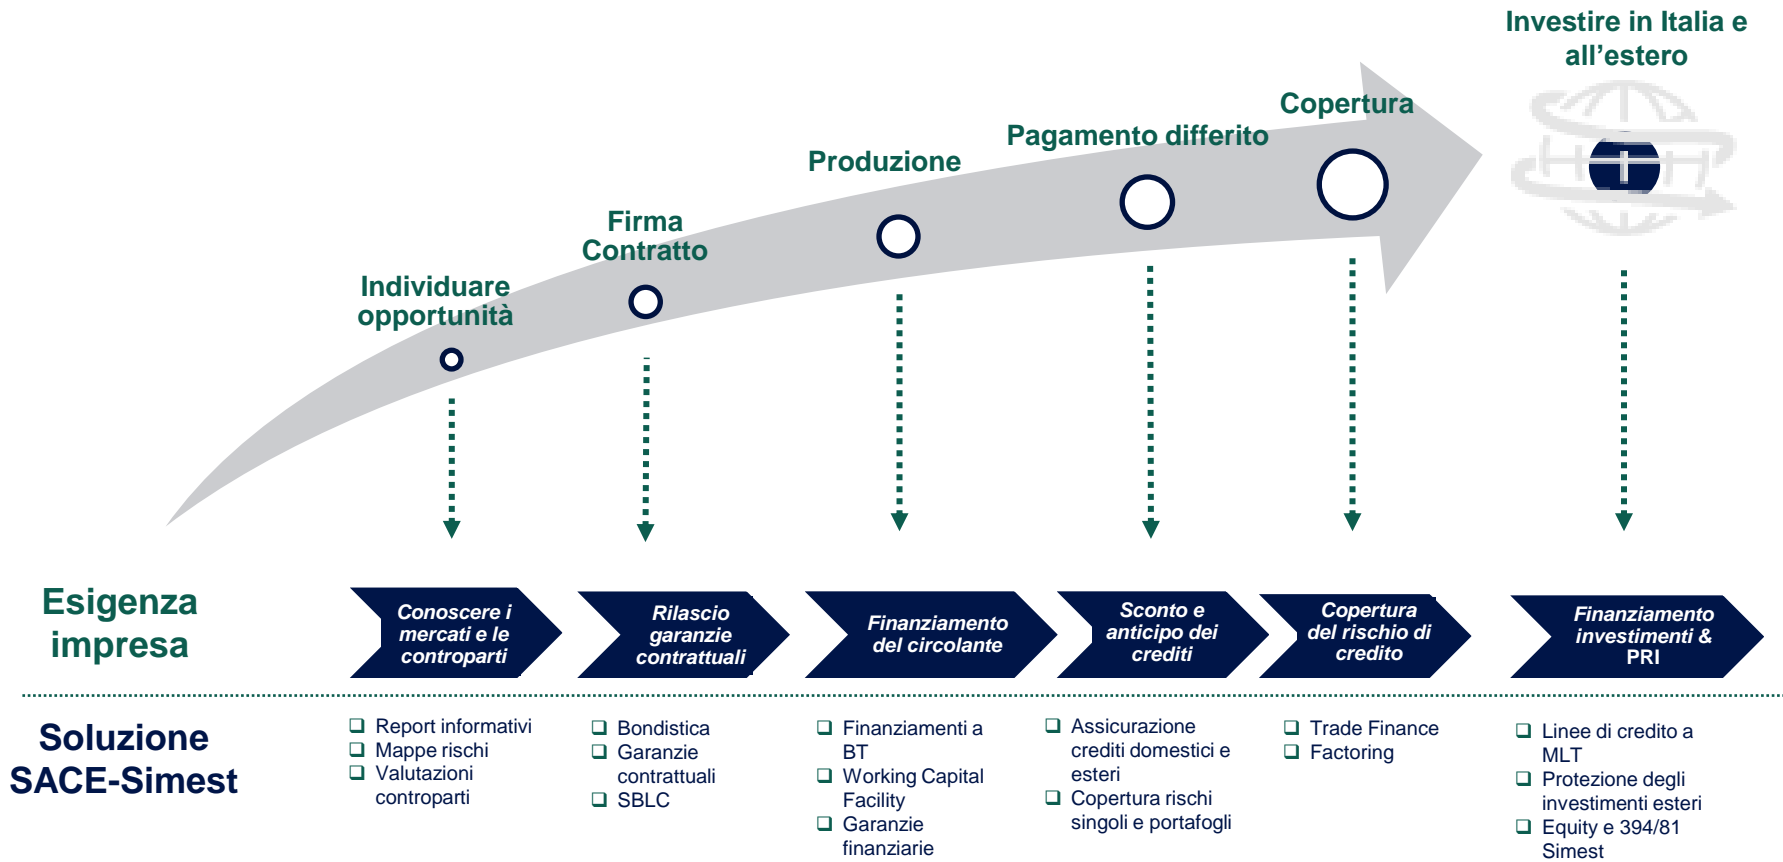 Investire in Italia e
all'estero
Copertura
Pagamento differito
Produzione
Firma
Contratto
Individuare
opportunità
Esigenza
impresa
Conoscere i
mercati e le
controparti
Rilascio
garanzie
contrattuali
Finanziamento
del circolante
Sconto e
anticipo dei
crediti
Copertura
del rischio di
credito
Finanziamento
investimenti &
PRI
Soluzione
SACE-Simest
❑ Report informativi
❑ Mappe rischi
❑ Valutazioni
controparti
❑ Bondistica
❑ Garanzie
contrattuali
❑ SBLC
❑ Finanziamenti a
BT
❑ Working Capital
Facility
❑ Garanzie
finanziarie
❑ Assicurazione
crediti domestici e
esteri
❑ Copertura rischi
singoli e portafogli
❑ Trade Finance
❑ Factoring
❑ Linee di credito a
MLT
❑ Protezione degli
investimenti esteri
❑ Equity e 394/81
Simest